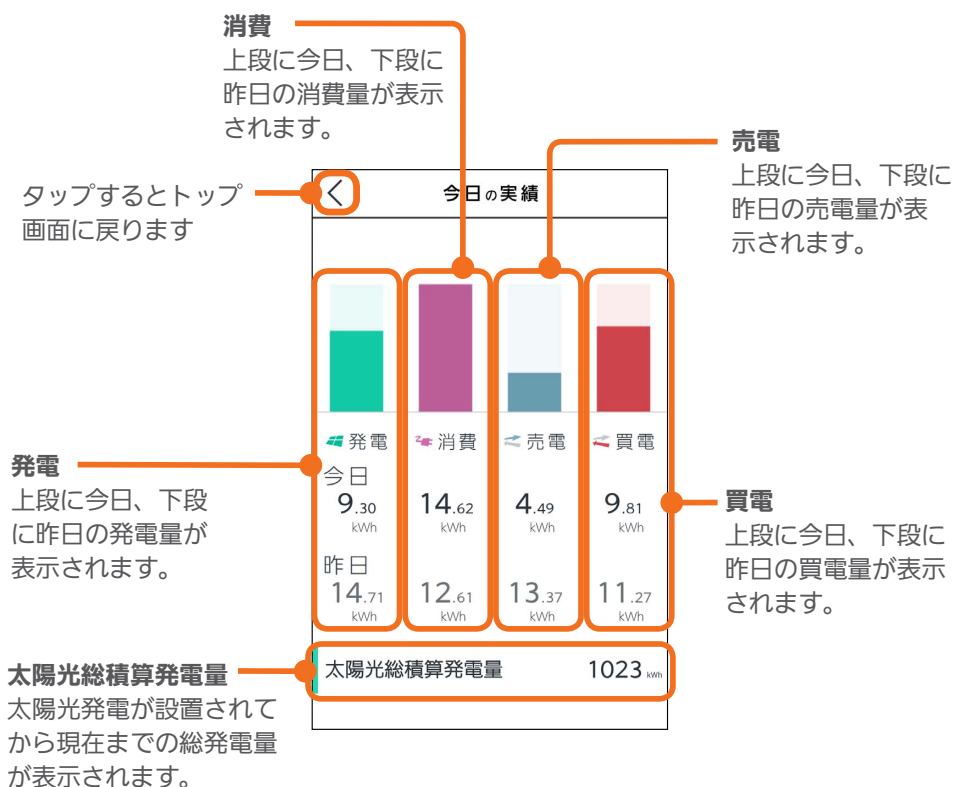 消費
上段に今日、下段に
昨日の消費量が表示
されます。
売電
上段に今日、下段に
昨日の売電量が表
示されます。
タップするとトップ
画面に戻ります
今日の実績
発電
消費
売電
買電
今日
9.30
14.62
4.49
9.81
kWh
kWh
kWh
kWh
昨日
14.71
12.61
13.37
11.27
kWh
kWh
kWh
kWh
太陽光総積算発電量 1023 kWh
発電
上段に今日、下段
に昨日の発電量が
表示されます。
買電
上段に今日、下段に
昨日の買電量が表示
されます。
太陽光総積算発電量
太陽光発電が設置されて
から現在までの総発電量
が表示されます。